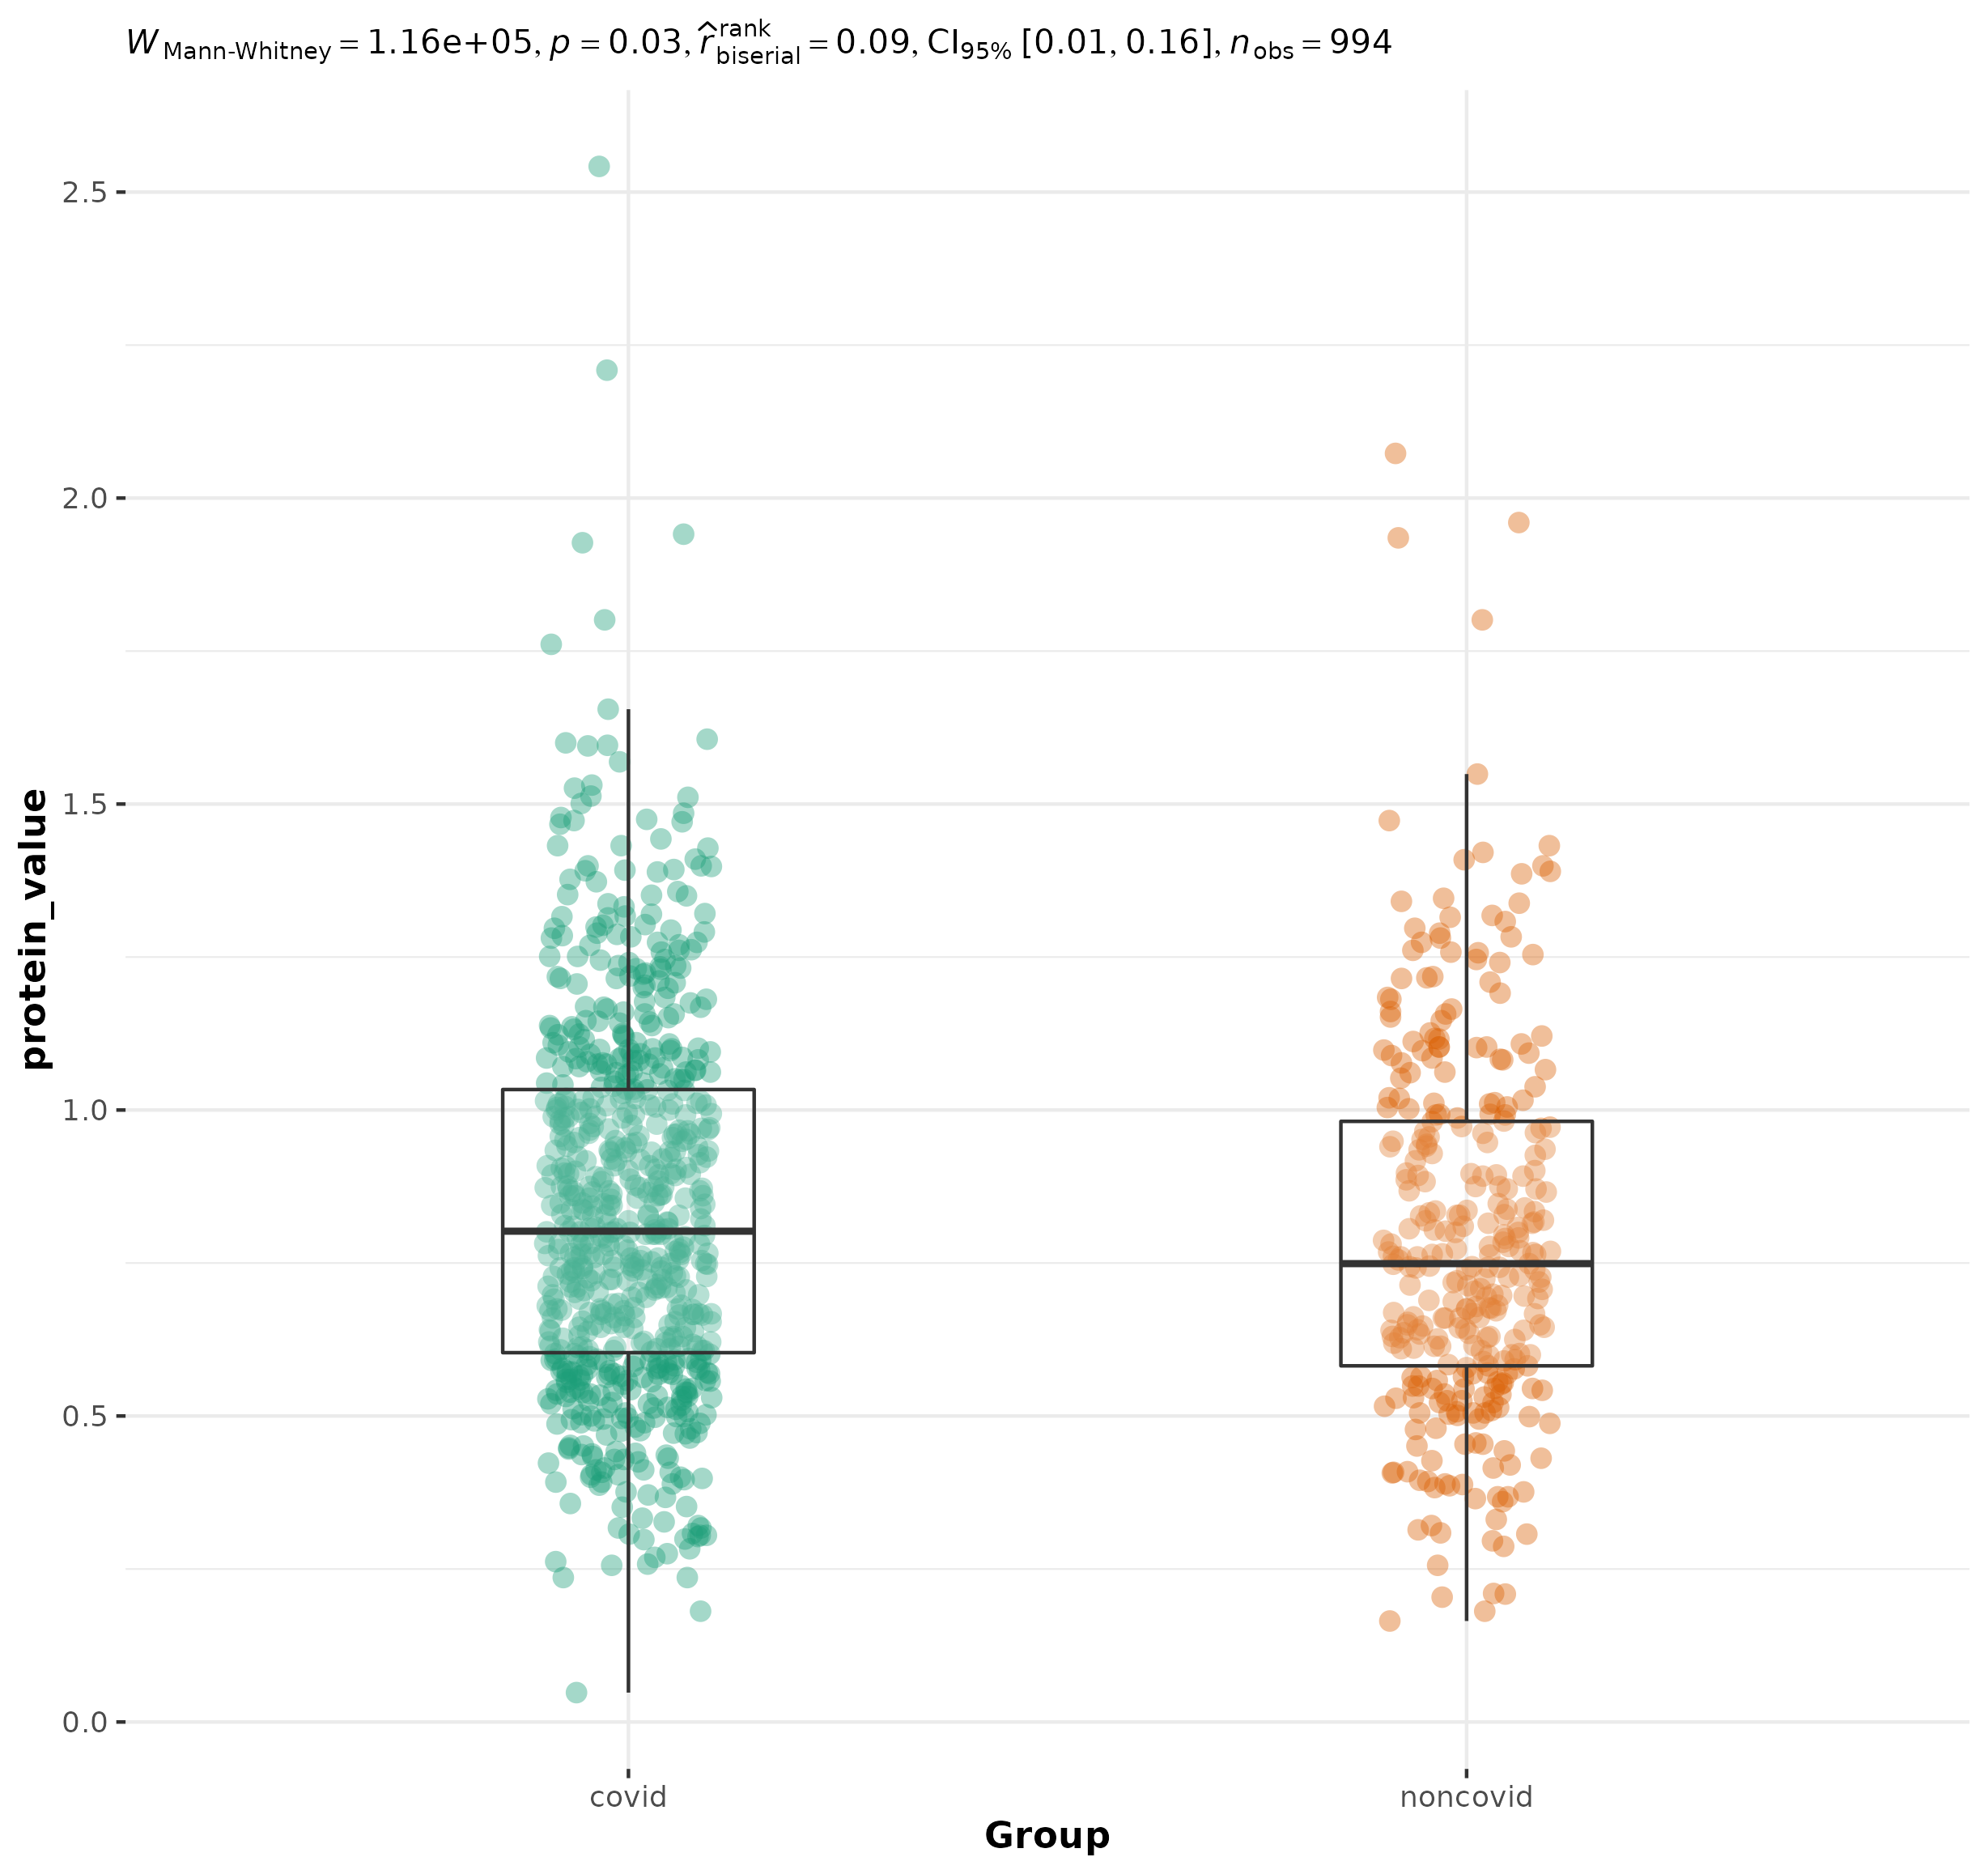 W Mann-Whitney = 1.16e+05, p = 0.03, r̂ rank biserial = 0.09, CI95% [0.01, 0.16], n obs = 994
2.5
2.0
1.5
1.0
0.5
0.0
protein_value
covid noncovid
Group